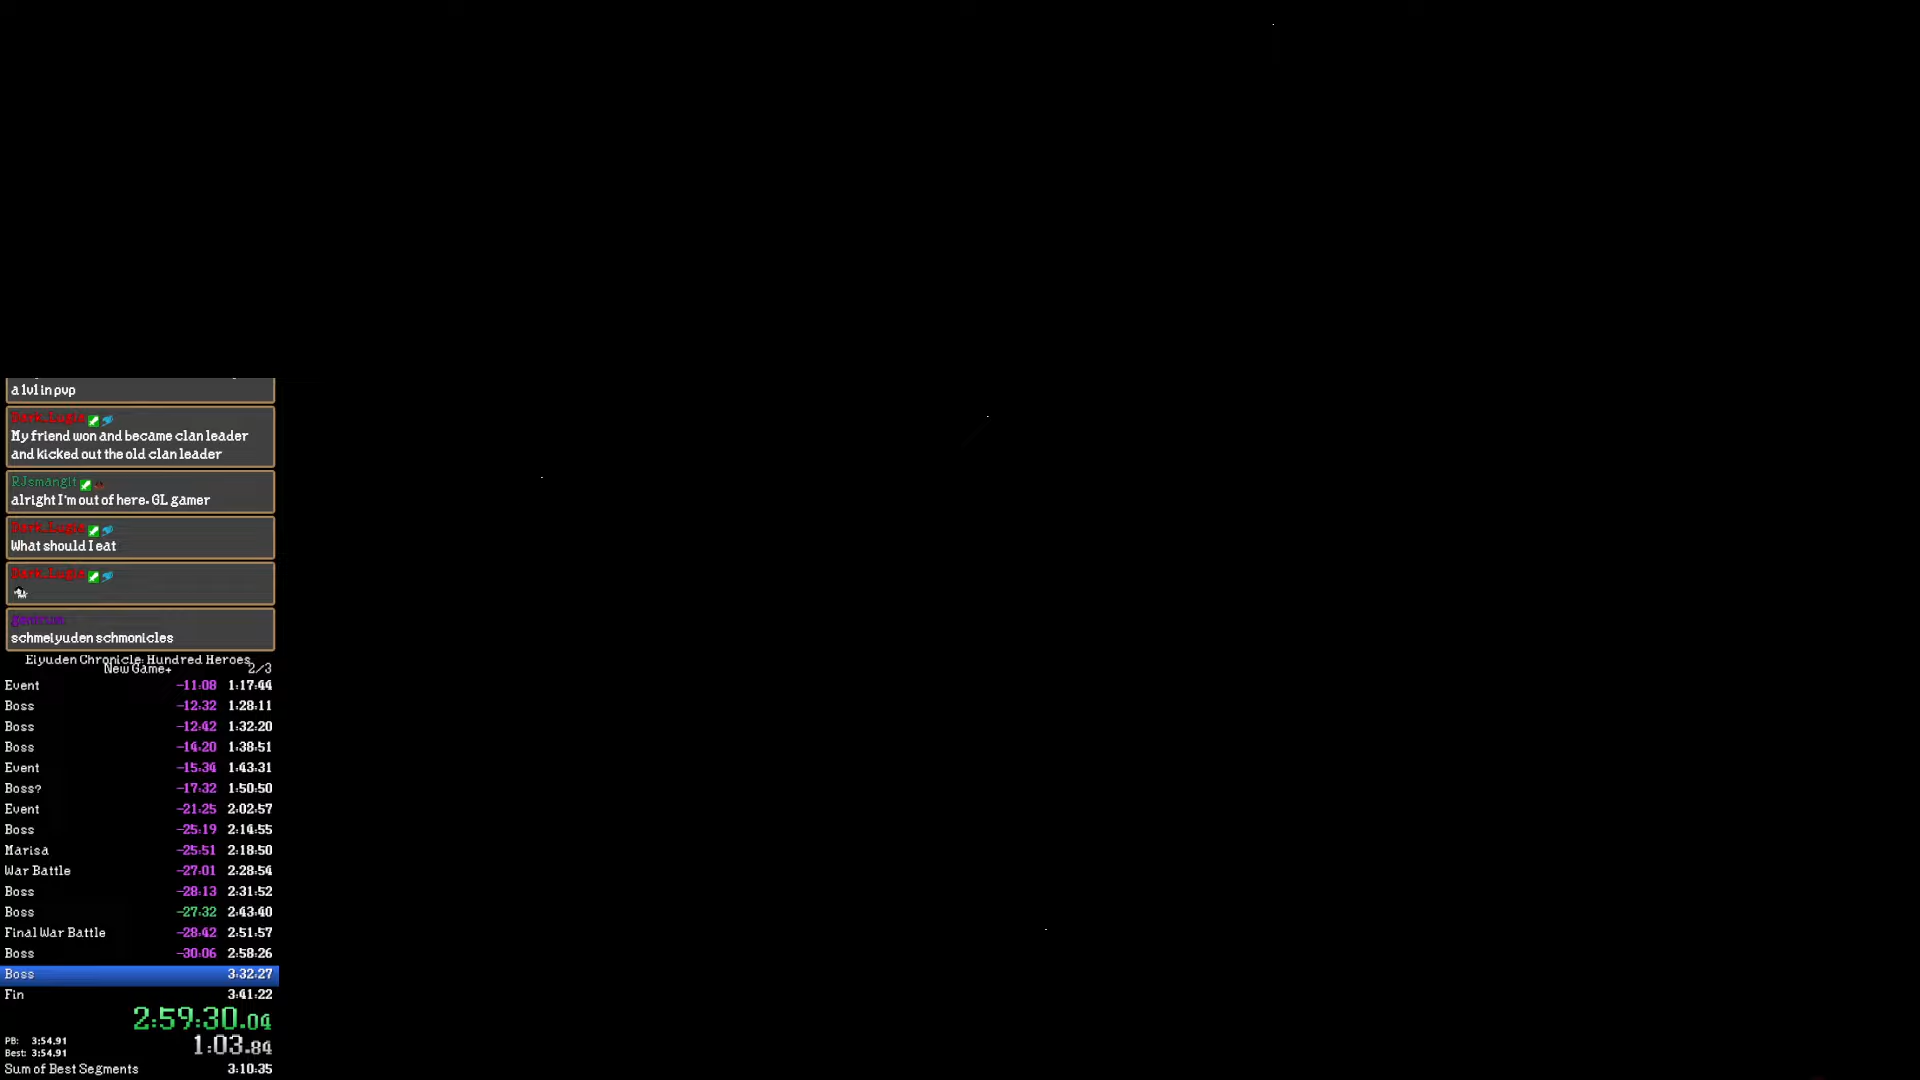 a 1v1 in pvp
Dark_Lugia
My friend won and became clan leader
and kicked out the old clan leader
RJsmangit
alright I'm out of here. GL gamer
Dark_Lugia
What should I eat
Dark_Lugia
schmeiyuden schmonicles
Eiyuden Chronicle: Hundred Heroes
New Game+ 2/3
Event -11:08 1:17:44
Boss -12:32 1:28:11
Boss -12:42 1:32:20
Boss -14:20 1:38:51
Event -15:34 1:43:31
Boss? -17:32 1:50:50
Event -21:25 2:02:57
Boss -25:19 2:14:55
Marisa -25:51 2:18:50
War Battle -27:01 2:28:54
Boss -28:13 2:31:52
Boss -27:32 2:43:40
Final War Battle -28:42 2:51:57
Boss -30:06 2:58:26
Boss 3:32:27
Fin 3:41:22
2:59:30.04
PB: 3:54.91
Best: 3:54.91
1:03.84
Sum of Best Segments 3:10:35